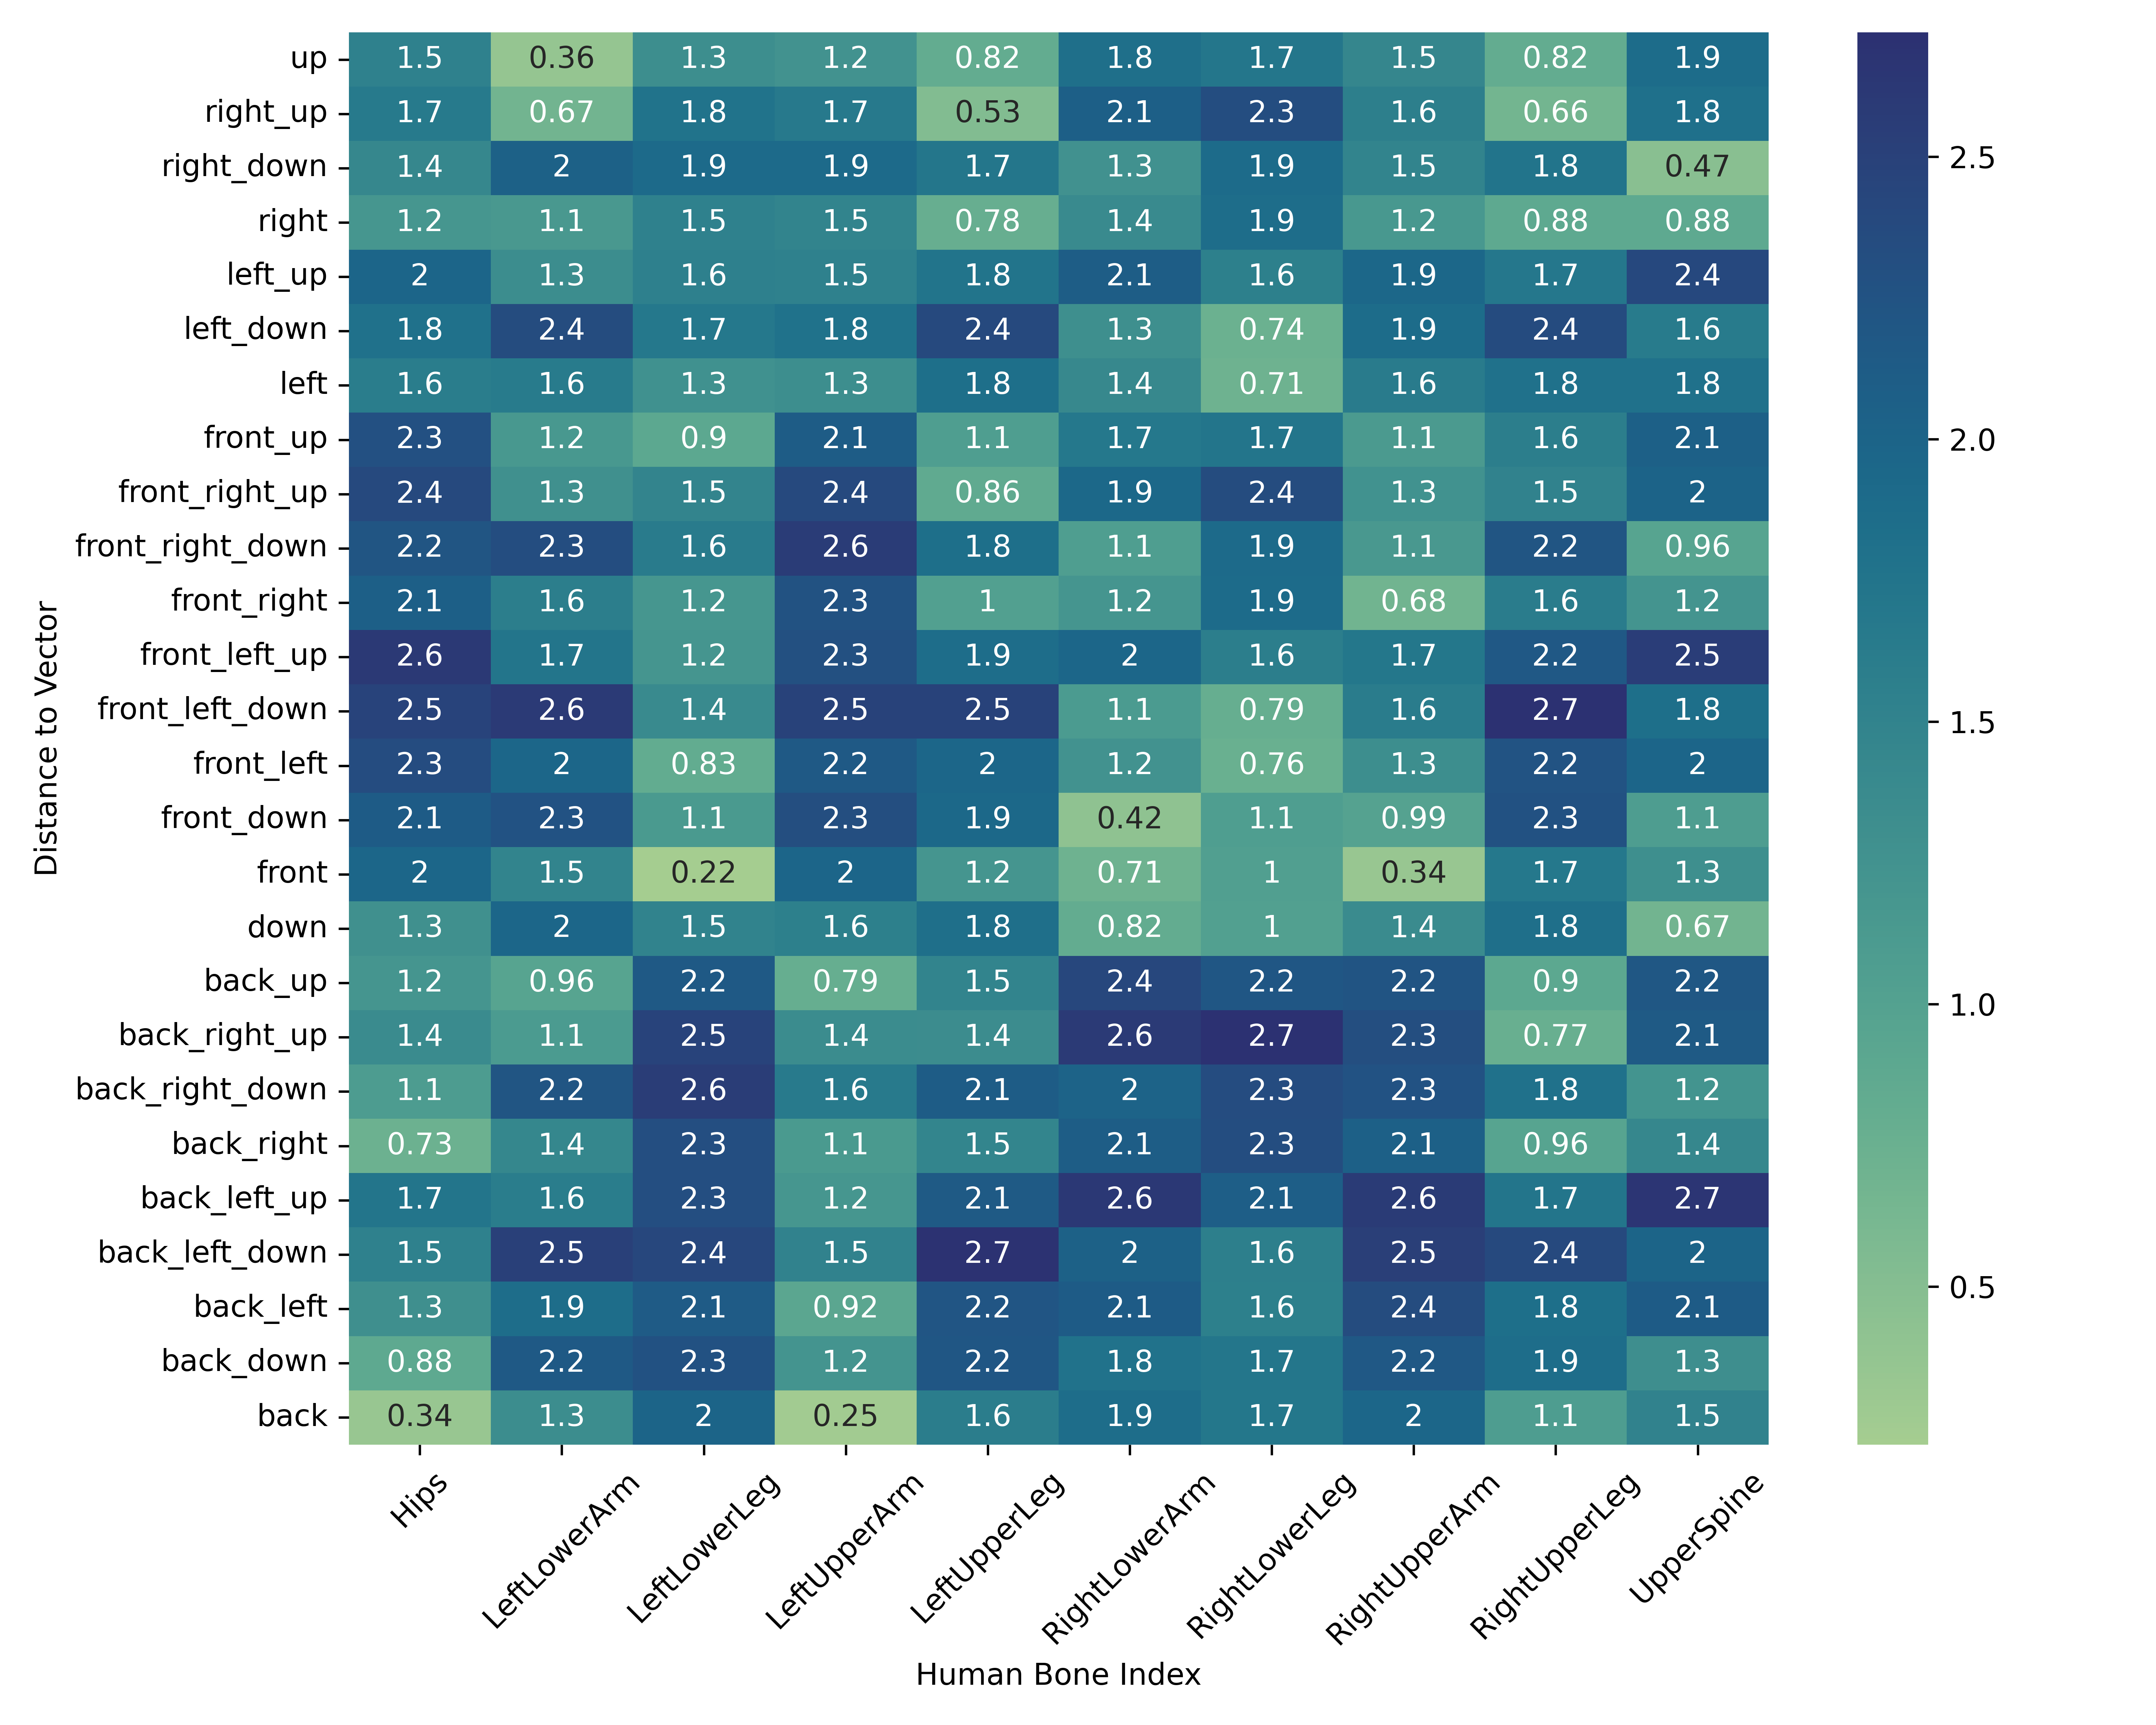 up 1.5 0.36 1.3 1.2 0.82 1.8 1.7 1.5 0.82 1.9
right_up 1.7 0.67 1.8 1.7 0.53 2.1 2.3 1.6 0.66 1.8
right_down 1.4 2 1.9 1.9 1.7 1.3 1.9 1.5 1.8 0.47
right 1.2 1.1 1.5 1.5 0.78 1.4 1.9 1.2 0.88 0.88
left_up 2 1.3 1.6 1.5 1.8 2.1 1.6 1.9 1.7 2.4
left_down 1.8 2.4 1.7 1.8 2.4 1.3 0.74 1.9 2.4 1.6
left 1.6 1.6 1.3 1.3 1.8 1.4 0.71 1.6 1.8 1.8
front_up 2.3 1.2 0.9 2.1 1.1 1.7 1.7 1.1 1.6 2.1
front_right_up 2.4 1.3 1.5 2.4 0.86 1.9 2.4 1.3 1.5 2
front_right_down 2.2 2.3 1.6 2.6 1.8 1.1 1.9 1.1 2.2 0.96
front_right 2.1 1.6 1.2 2.3 1 1.2 1.9 0.68 1.6 1.2
front_left_up 2.6 1.7 1.2 2.3 1.9 2 1.6 1.7 2.2 2.5
front_left_down 2.5 2.6 1.4 2.5 2.5 1.1 0.79 1.6 2.7 1.8
front_left 2.3 2 0.83 2.2 2 1.2 0.76 1.3 2.2 2
front_down 2.1 2.3 1.1 2.3 1.9 0.42 1.1 0.99 2.3 1.1
front 2 1.5 0.22 2 1.2 0.71 1 0.34 1.7 1.3
down 1.3 2 1.5 1.6 1.8 0.82 1 1.4 1.8 0.67
back_up 1.2 0.96 2.2 0.79 1.5 2.4 2.2 2.2 0.9 2.2
back_right_up 1.4 1.1 2.5 1.4 1.4 2.6 2.7 2.3 0.77 2.1
back_right_down 1.1 2.2 2.6 1.6 2.1 2 2.3 2.3 1.8 1.2
back_right 0.73 1.4 2.3 1.1 1.5 2.1 2.3 2.1 0.96 1.4
back_left_up 1.7 1.6 2.3 1.2 2.1 2.6 2.1 2.6 1.7 2.7
back_left_down 1.5 2.5 2.4 1.5 2.7 2 1.6 2.5 2.4 2
back_left 1.3 1.9 2.1 0.92 2.2 2.1 1.6 2.4 1.8 2.1
back_down 0.88 2.2 2.3 1.2 2.2 1.8 1.7 2.2 1.9 1.3
back 0.34 1.3 2 0.25 1.6 1.9 1.7 2 1.1 1.5
Hips LeftLowerArm LeftLowerLeg LeftUpperArm LeftUpperLeg RightLowerArm RightLowerLeg RightUpperArm RightUpperLeg UpperSpine
Human Bone Index
Distance to Vector
2.5
2.0
1.5
1.0
0.5